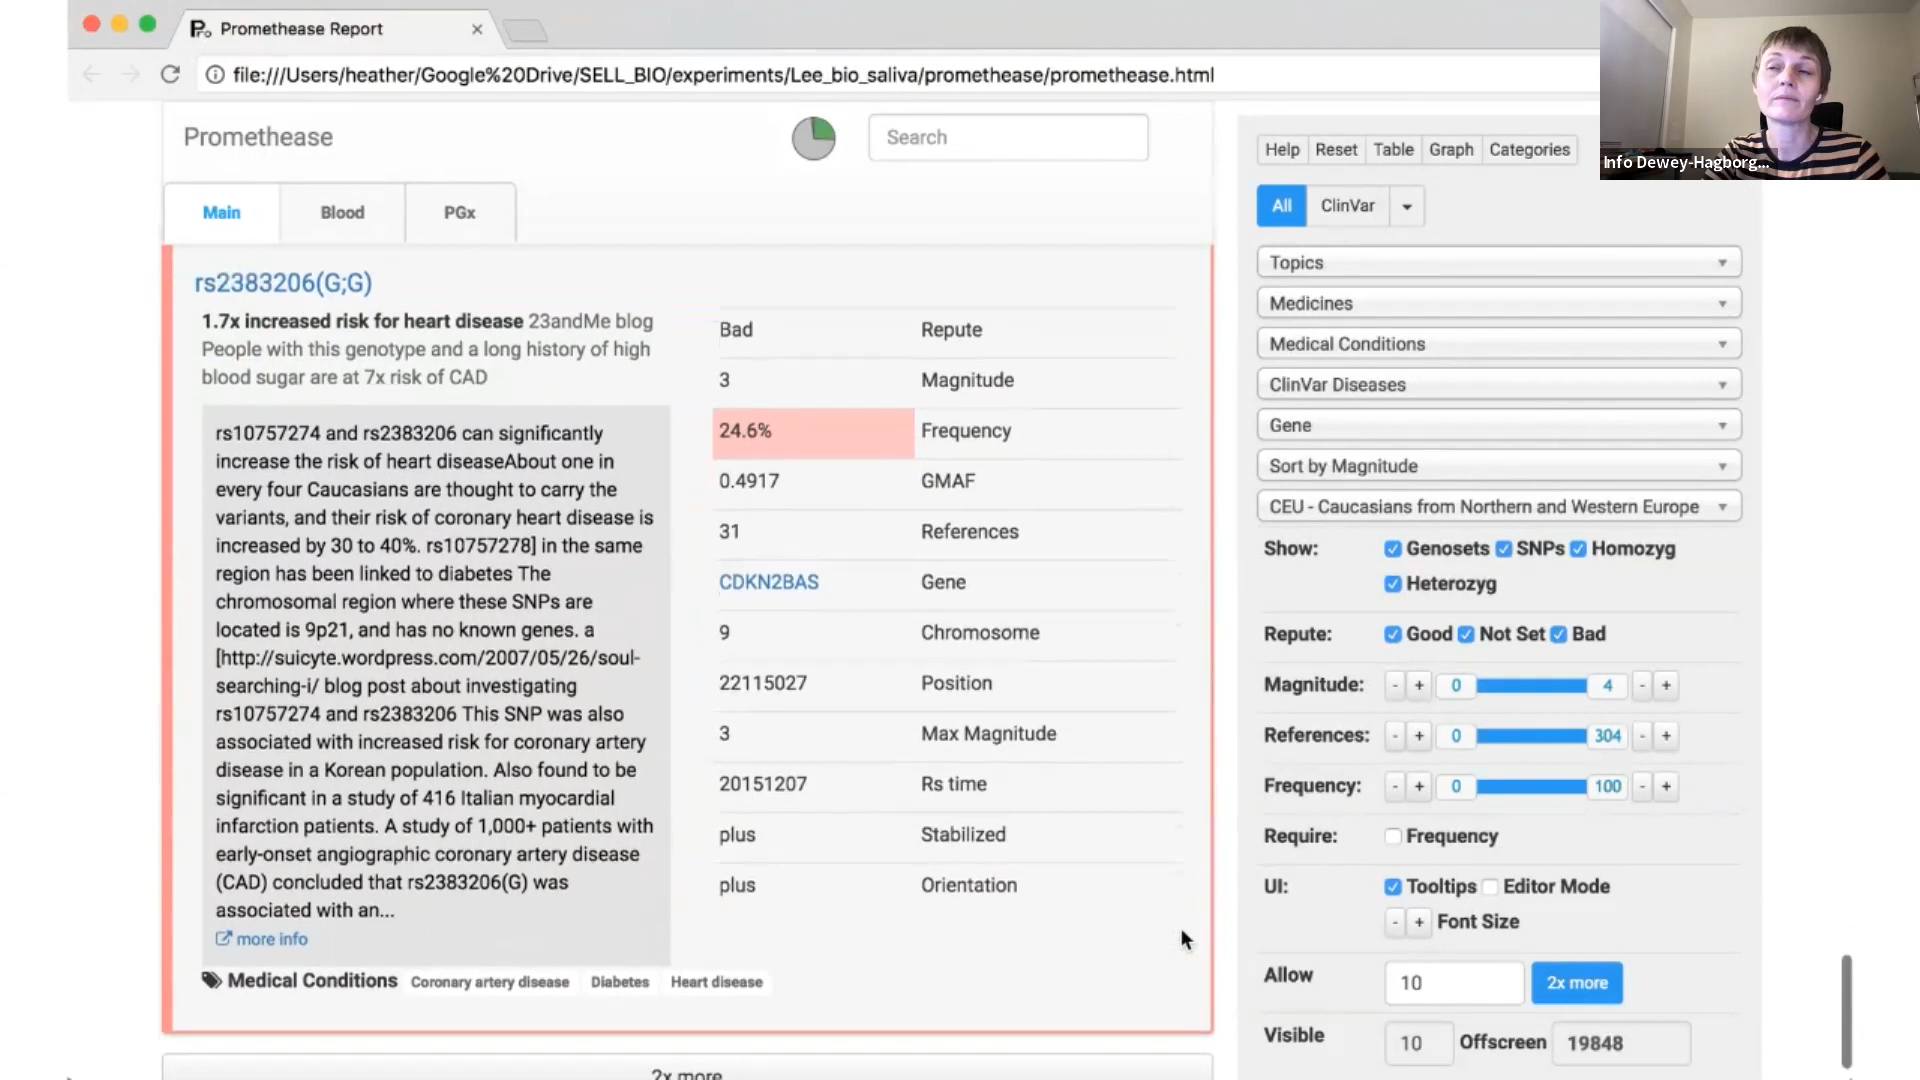 Promethease Report
file:///Users/heather/Google%20Drive/SELL_BIO/experiments/Lee_bio_saliva/promethease/promethease.html
Info Dewey-Hagborg...
Promethease
Search
Main Blood PGx
rs2383206(G;G)
1.7x increased risk for heart disease 23andMe blog
People with this genotype and a long history of high
blood sugar are at 7x risk of CAD
rs10757274 and rs2383206 can significantly
increase the risk of heart diseaseAbout one in
every four Caucasians are thought to carry the
variants, and their risk of coronary heart disease is
increased by 30 to 40%. rs10757278] in the same
region has been linked to diabetes The
chromosomal region where these SNPs are
located is 9p21, and has no known genes. a
[http://suicyte.wordpress.com/2007/05/26/soul-
searching-i/ blog post about investigating
rs10757274 and rs2383206 This SNP was also
associated with increased risk for coronary artery
disease in a Korean population. Also found to be
significant in a study of 416 Italian myocardial
infarction patients. A study of 1,000+ patients with
early-onset angiographic coronary artery disease
(CAD) concluded that rs2383206(G) was
associated with an...
more info
Medical Conditions Coronary artery disease Diabetes Heart disease
Bad Repute
3 Magnitude
24.6% Frequency
0.4917 GMAF
31 References
CDKN2BAS Gene
9 Chromosome
22115027 Position
3 Max Magnitude
20151207 Rs time
plus Stabilized
plus Orientation
2x more
Help Reset Table Graph Categories
All ClinVar
Topics
Medicines
Medical Conditions
ClinVar Diseases
Gene
Sort by Magnitude
CEU - Caucasians from Northern and Western Europe
Show: Genosets SNPs Homozyg
Heterozyg
Repute: Good Not Set Bad
Magnitude: - + 0 4 - +
References: - + 0 304 - +
Frequency: - + 0 100 - +
Require: Frequency
UI: Tooltips Editor Mode
- + Font Size
Allow 10 2x more
Visible 10 Offscreen 19848